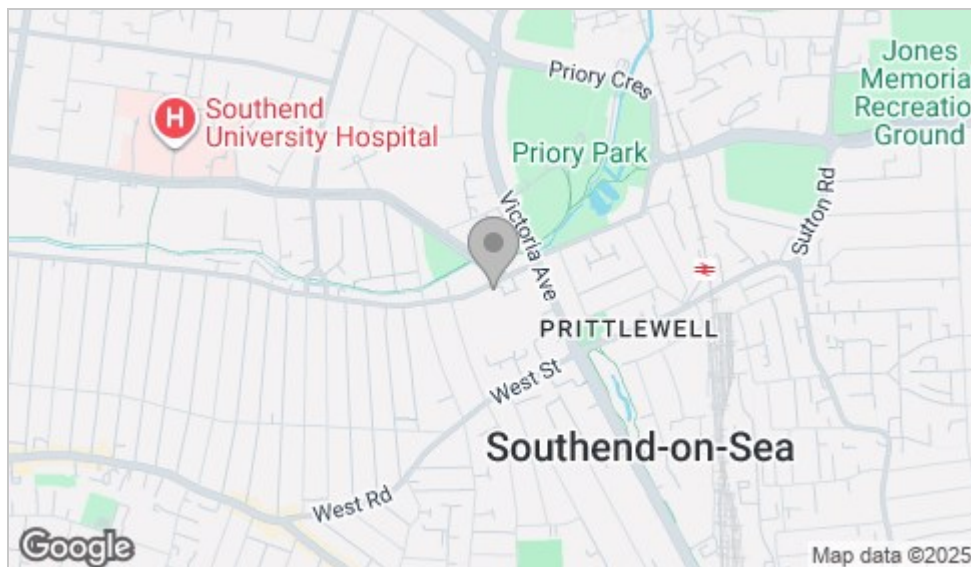 Priory Cres
Jones
Memorial
Recreatio
Ground
H
Southend
University Hospital
Priory Park
Victoria Ave
Sutton Rd
PRITTLEWELL
West St
Southend-on-Sea
West Rd
Google
Map data ©2025